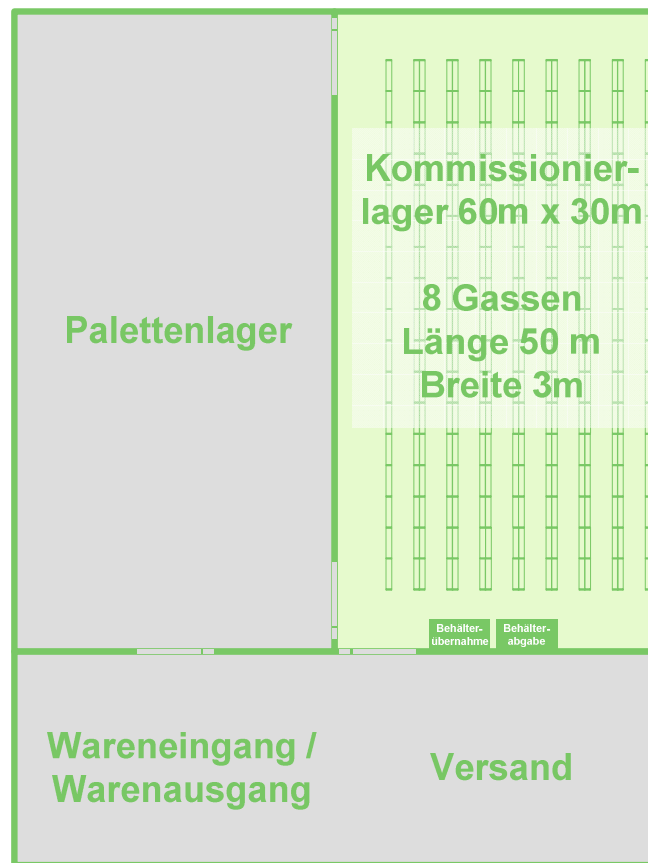 Kommissionier-
lager 60m x 30m
8 Gassen
Länge 50 m
Breite 3m
Palettenlager
Behälter-
übernahme
Behälter-
abgabe
Wareneingang /
Warenausgang
Versand